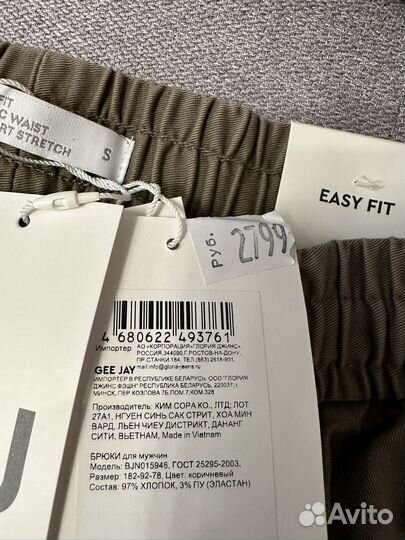 FIT
C WAIST
RT STRETCH
S
EASY FIT
Руб. 2799
4 680622 493761
Импортер АО «КОРПОРАЦИЯ «ГЛОРИЯ ДЖИНС»
РОССИЯ,344090,Г.РОСТОВ-НА-ДОНУ,
ПР.СТАЧКИ 184. Тел.(863) 2618-901,
mail:info@gloria-jeans.ru
GEE JAY
ИМПОРТЕР В РЕСПУБЛИКЕ БЕЛАРУСЬ: ООО "ГЛОРИЯ
ДЖИНС ФЭШН" РЕСПУБЛИКА БЕЛАРУСЬ, 220037, г.
МИНСК, ПЕР.КОЗЛОВА 7Б,ПОМ.7,КОМ.32В
Производитель: КИМ СОРА КО., ЛТД; ЛОТ
27А1, НГУЕН СИНЬ САК СТРИТ, ХОА МИН
ВАРД, ЛЬЕН ЧИЕУ ДИСТРИКТ, ДАНАНГ
СИТИ, ВЬЕТНАМ, Made in Vietnam
БРЮКИ для мужчин
Модель: BJN015946, ГОСТ 25295-2003,
Размер: 182-92-78, Цвет: коричневый
Состав: 97% ХЛОПОК, 3% ПУ (ЭЛАСТАН)
J
Avito